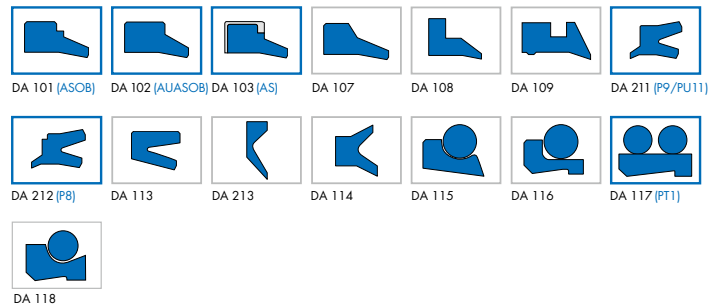 DA 101 (ASOB) DA 102 (AUASOB) DA 103 (AS) DA 107 DA 108 DA 109 DA 211 (P9/PU11)
DA 212 (P8) DA 113 DA 213 DA 114 DA 115 DA 116 DA 117 (PT1)
DA 118